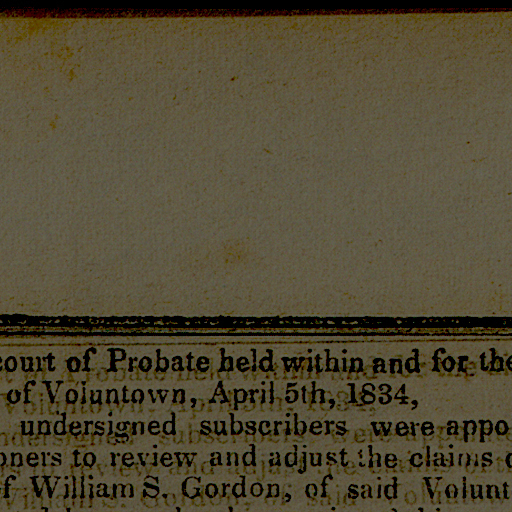 court of Probate held within and for the
of Voluntown, April 5th, 1834,
undersigned subscribers were appo
oners to review and adjust the claims
of William S. Gordon, of said Volunt